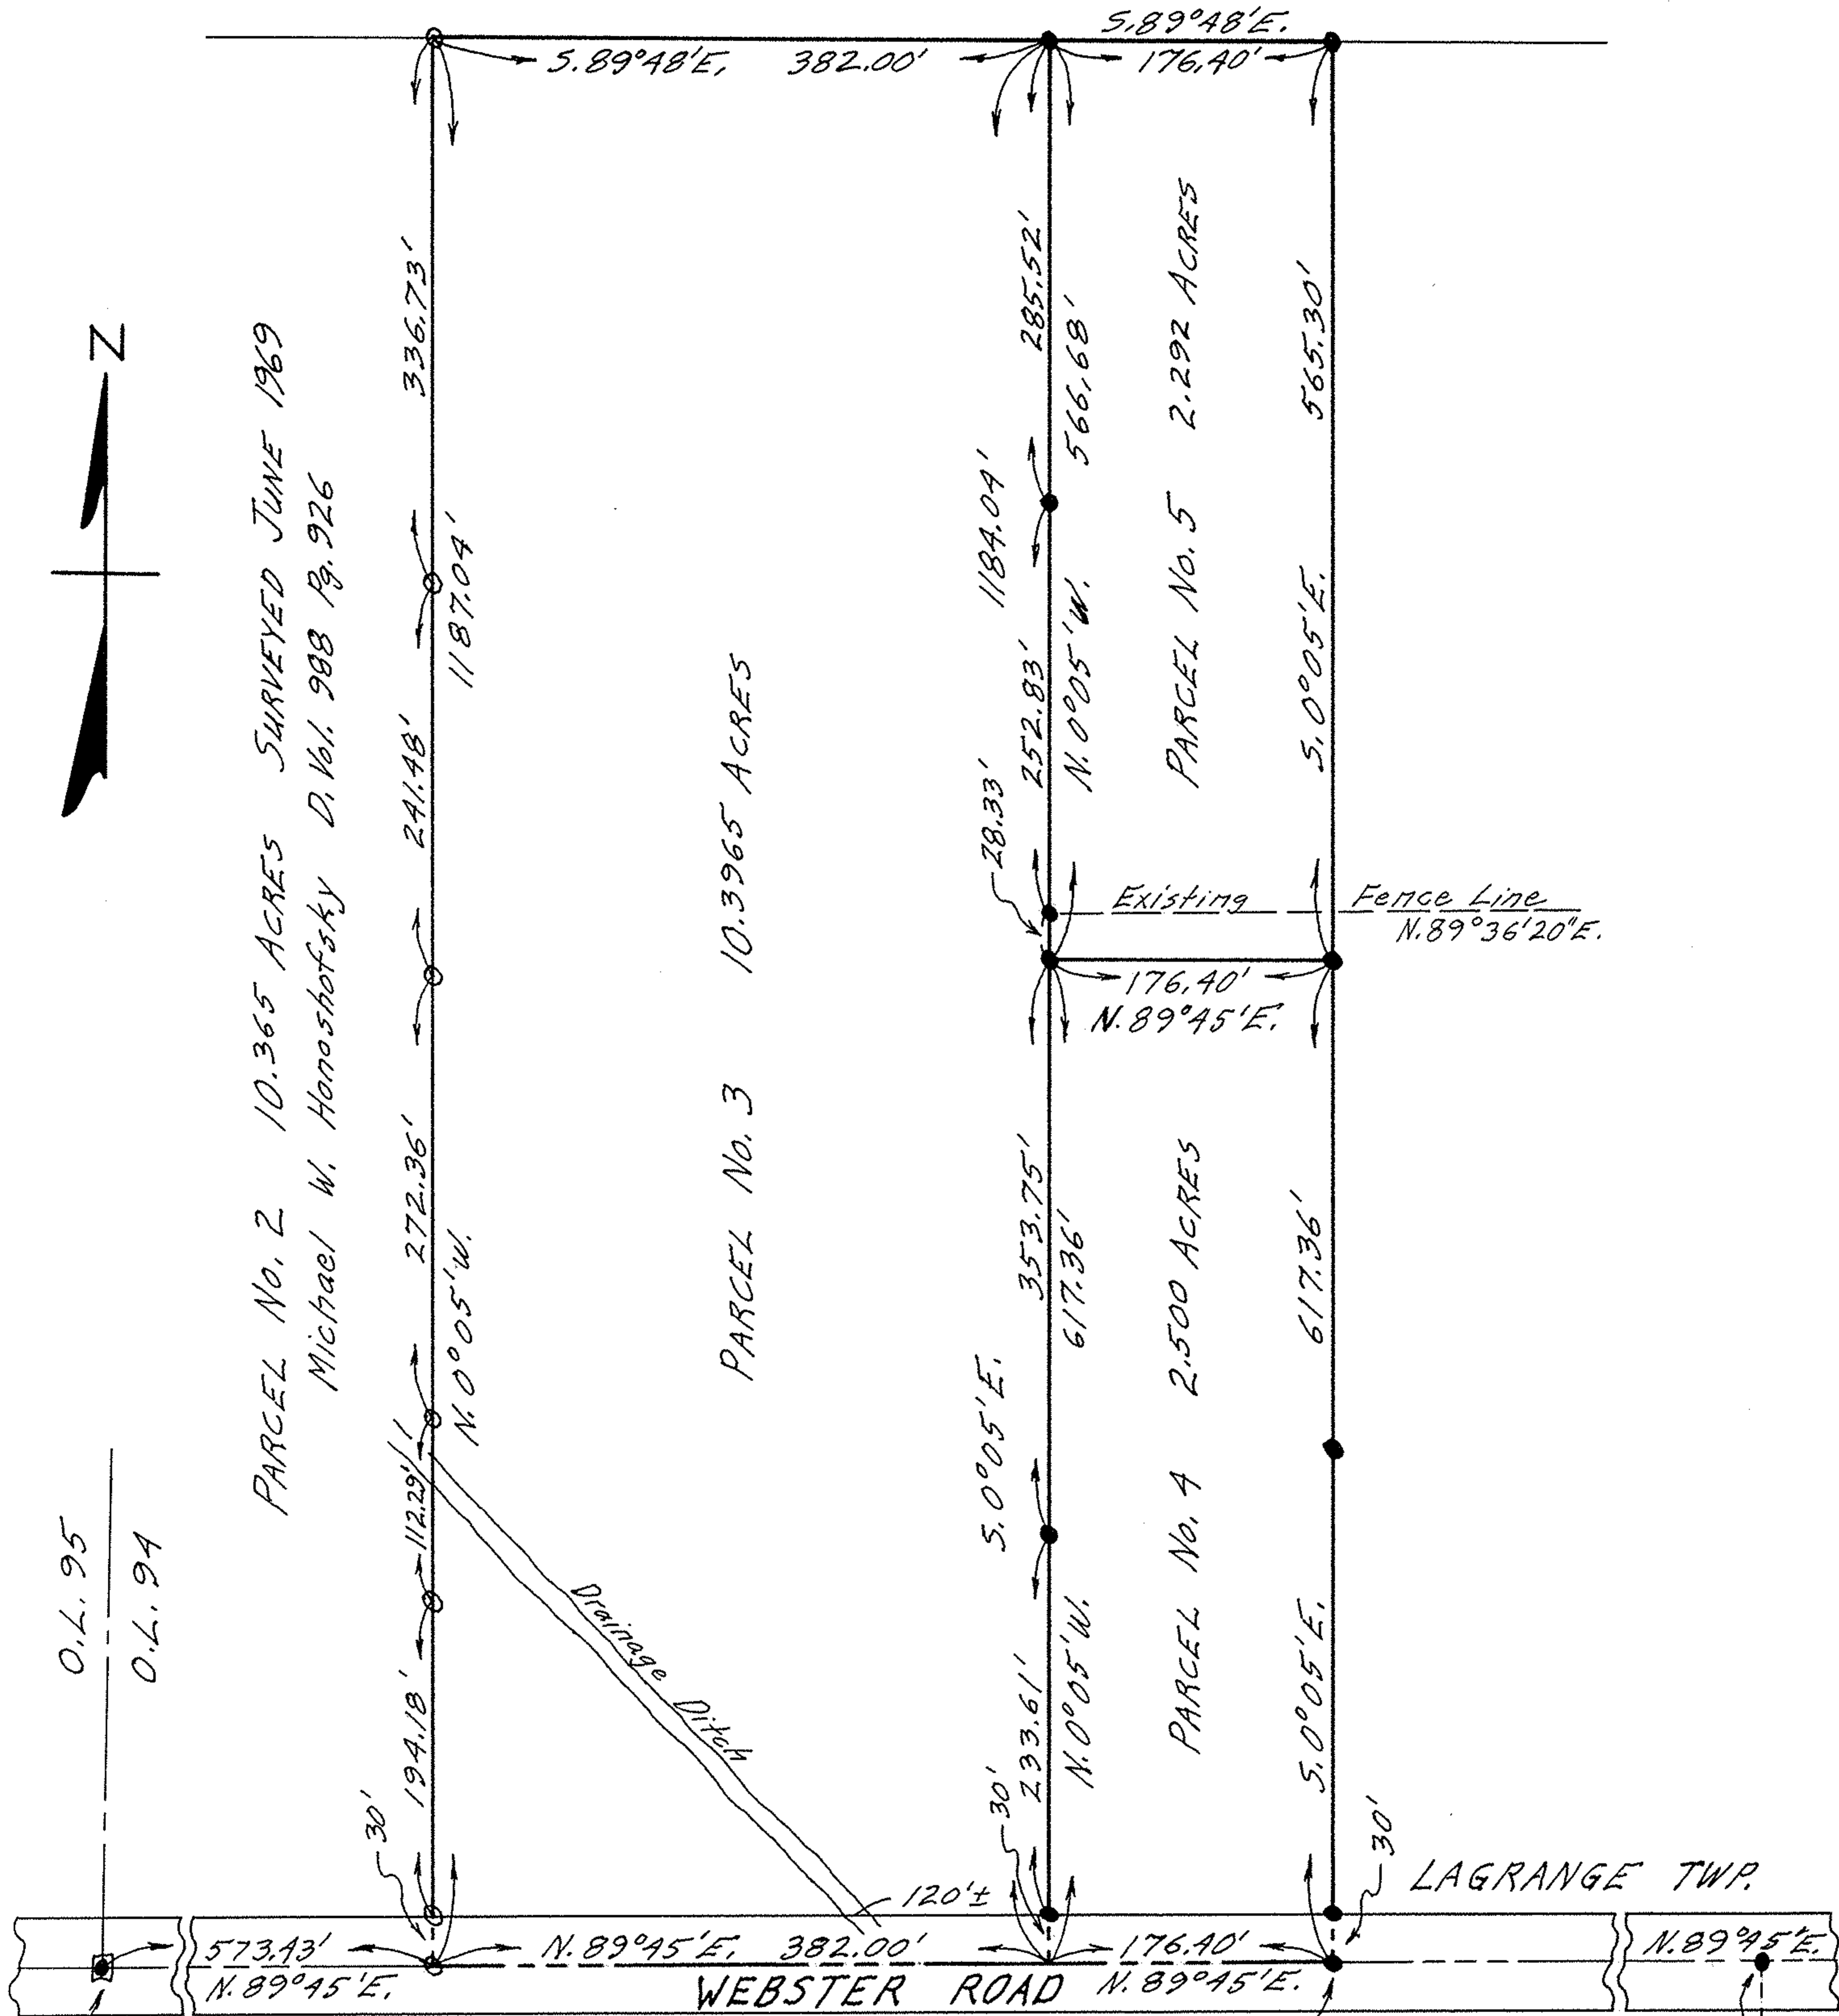 S.89°48'E.
S.89°48'E. 382.00'
176.40'
N
PARCEL No. 2 10.365 ACRES SURVEYED JUNE 1969
Michael W. Honoshofsky D. Vol. 988 Pg. 926
336.73'
1187.04'
241.48'
272.36'
N.0°05'W.
112.29'
194.18'
30'
PARCEL No. 3 10.3965 ACRES
285.52'
566.68'
1184.04'
252.83'
N.0°05'W.
28.33'
PARCEL No. 5 2.292 ACRES
565.30'
S.0°05'E.
Existing Fence Line
N.89°36'20"E.
176.40'
N.89°45'E.
353.75'
617.36'
S.0°05'E.
233.61'
N.0°05'W.
30'
PARCEL No. 4 2.500 ACRES
617.36'
S.0°05'E.
30'
O.L. 95
O.L. 94
Drainage Ditch
120'±
LAGRANGE TWP.
573.43'
N.89°45'E.
N.89°45'E. 382.00'
176.40'
N.89°45'E.
WEBSTER ROAD
N.89°45'E.